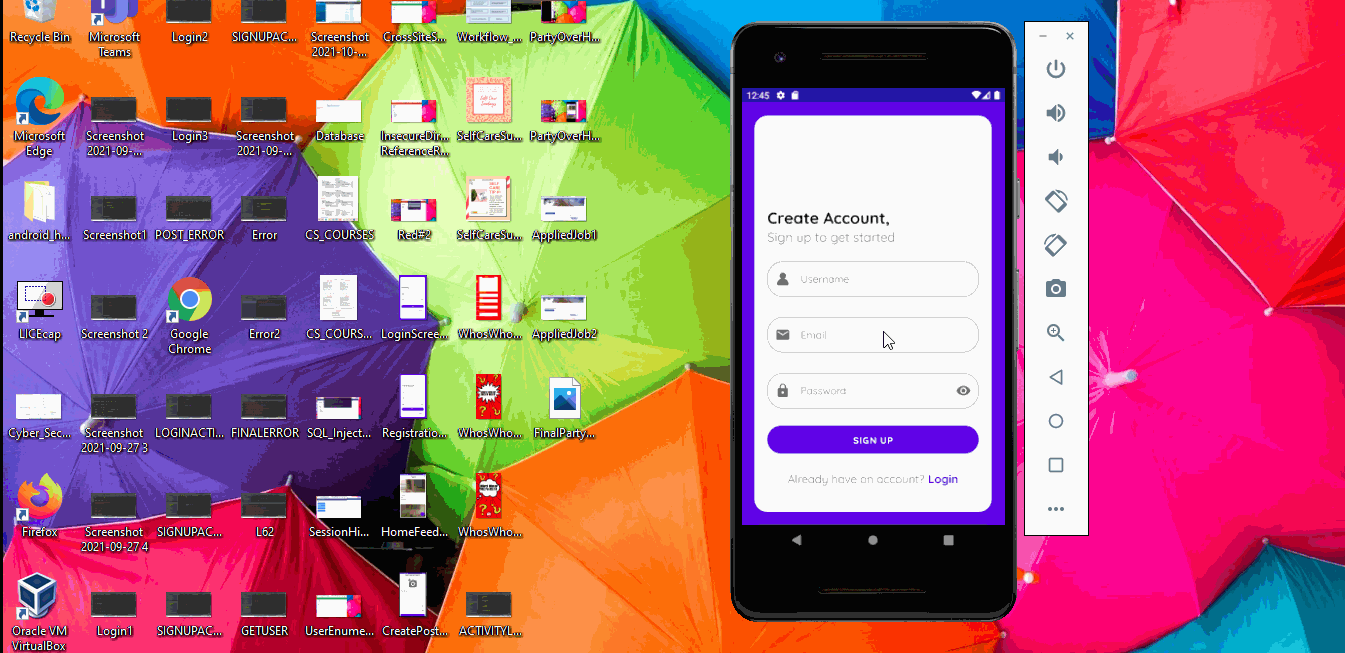 Recycle Bin
Microsoft
Teams
Login2
SIGNUPAC...
Screenshot
2021-10-...
CrossSiteS...
Workflow_...
PartyOverH...
Microsoft
Edge
Screenshot
2021-09-...
Login3
Screenshot
2021-09-...
Database
InsecureDir...
ReferenceR...
SelfCareSu...
PartyOverH...
android_h...
Screenshot1
POST_ERROR
Error
CS_COURSES
Red#2
SelfCareSu...
AppliedJob1
LICEcap
Screenshot 2
Google
Chrome
Error2
CS_COURS...
LoginScree...
WhosWho...
AppliedJob2
Cyber_Sec...
Screenshot
2021-09-27 3
LOGINACTI...
FINALERROR
SQL_Inject...
Registratio...
WhosWho...
FinalParty...
Firefox
Screenshot
2021-09-27 4
SIGNUPAC...
L62
SessionHi...
HomeFeed...
WhosWho...
Oracle VM
VirtualBox
Login1
SIGNUPAC...
GETUSER
UserEnume...
CreatePost...
ACTIVITYL...
12:45
Create Account,
Sign up to get started
Username
Email
Password
SIGN UP
Already have an account? Login